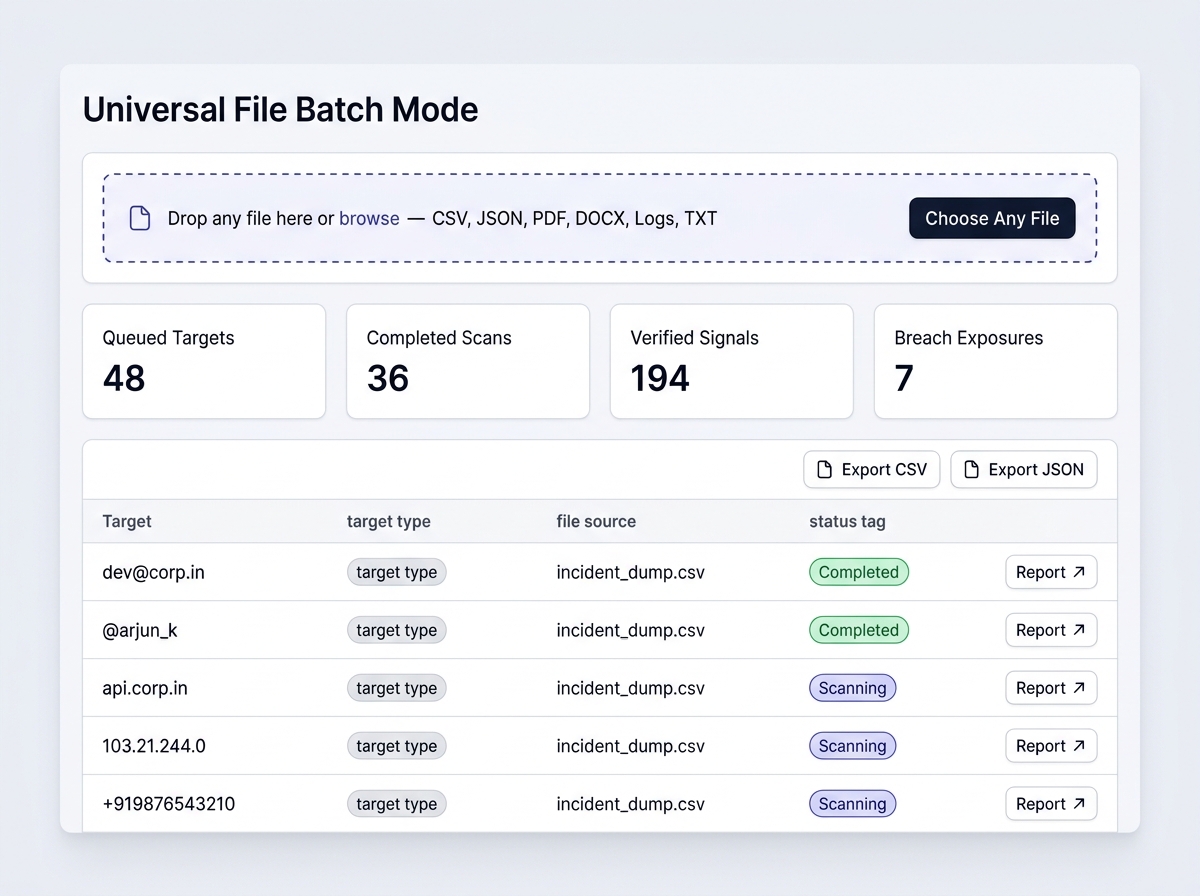 Universal File Batch Mode
Drop any file here or browse — CSV, JSON, PDF, DOCX, Logs, TXT
Choose Any File
Queued Targets
48
Completed Scans
36
Verified Signals
194
Breach Exposures
7
Export CSV
Export JSON
Target target type file source status tag
dev@corp.in target type incident_dump.csv Completed Report ↗
@arjun_k target type incident_dump.csv Completed Report ↗
api.corp.in target type incident_dump.csv Scanning Report ↗
103.21.244.0 target type incident_dump.csv Scanning Report ↗
+919876543210 target type incident_dump.csv Scanning Report ↗